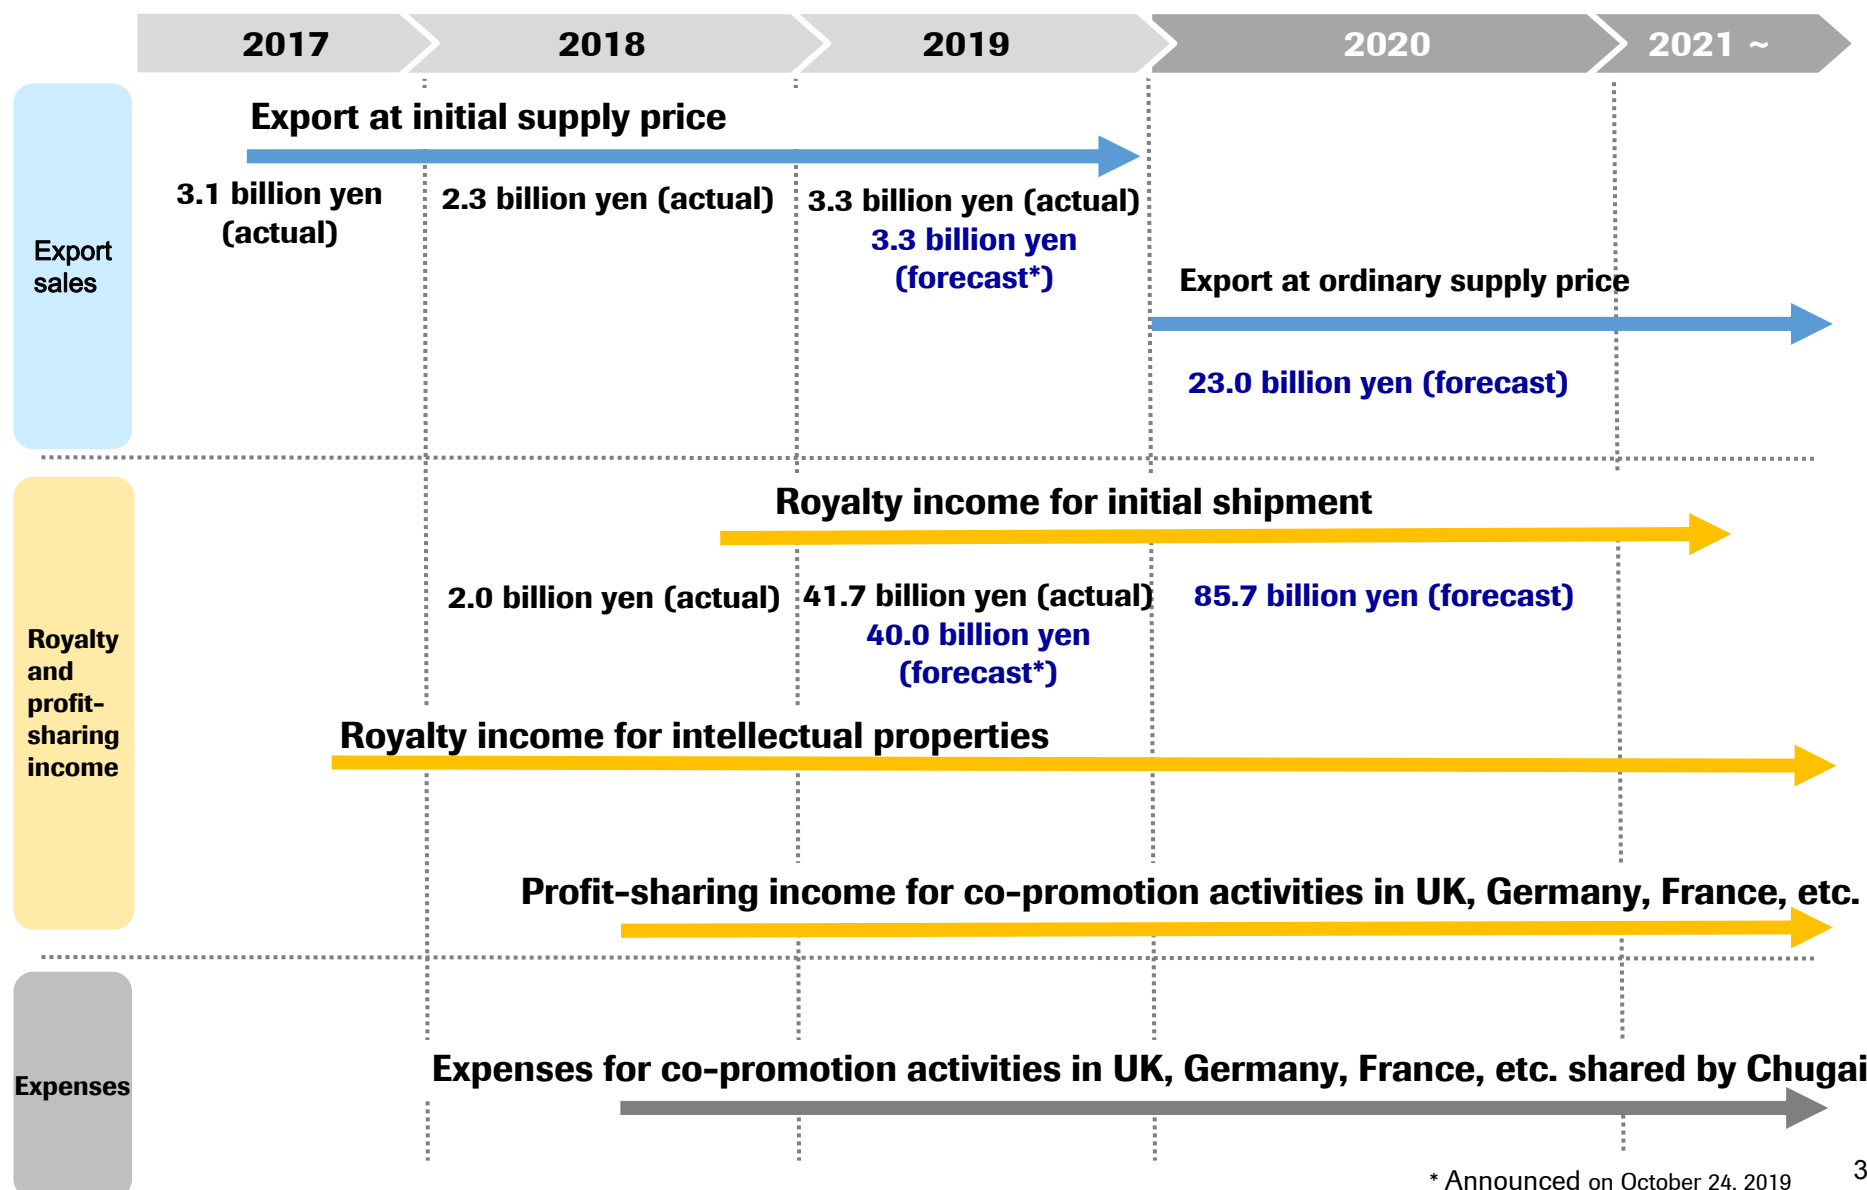 2017
2018
2019
2020
2021 ~
Export
sales
Export at initial supply price
3.1 billion yen
(actual)
2.3 billion yen (actual)
3.3 billion yen (actual)
3.3 billion yen
(forecast*)
Export at ordinary supply price
23.0 billion yen (forecast)
Royalty
and
profit-
sharing
income
Royalty income for initial shipment
2.0 billion yen (actual)
41.7 billion yen (actual)
40.0 billion yen
(forecast*)
85.7 billion yen (forecast)
Royalty income for intellectual properties
Profit-sharing income for co-promotion activities in UK, Germany, France, etc.
Expenses
Expenses for co-promotion activities in UK, Germany, France, etc. shared by Chugai
* Announced on October 24, 2019
3